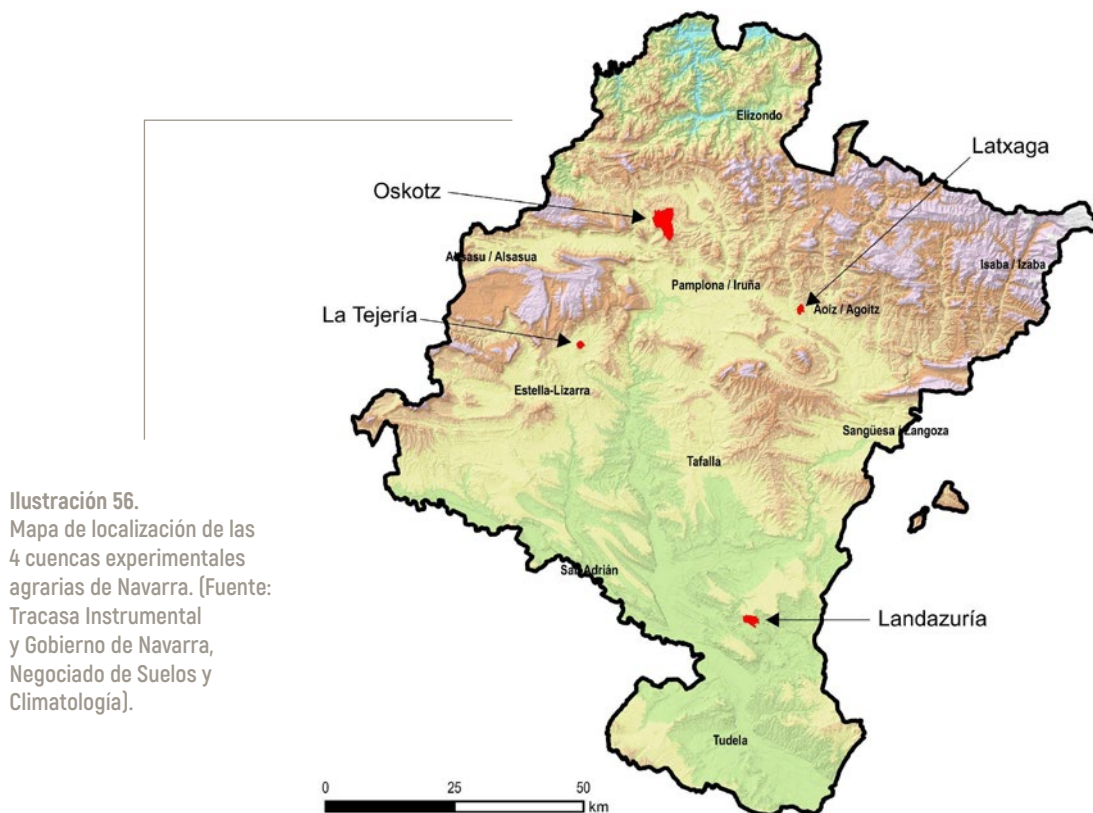 Elizondo
Latxaga
Oskotz
Altsasu / Alsasua
Isaba / Izaba
Pamplona / Iruña
Aoiz / Agoitz
La Tejería
Estella-Lizarra
Sangüesa / Zangoza
Tafalla
San Adrián
Landazuría
Tudela
0 25 50
km
Ilustración 56.
Mapa de localización de las
4 cuencas experimentales
agrarias de Navarra. (Fuente:
Tracasa Instrumental
y Gobierno de Navarra,
Negociado de Suelos y
Climatología).